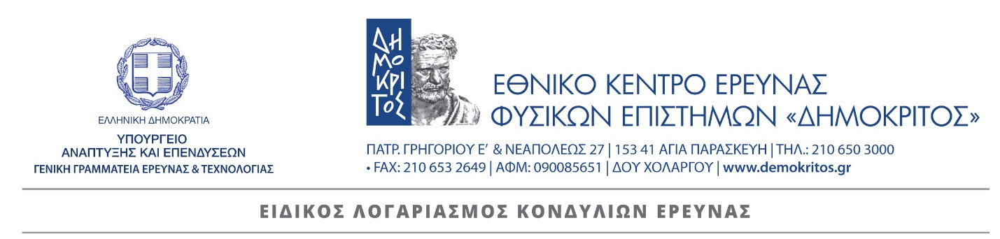 ΕΛΛΗΝΙΚΗ ΔΗΜΟΚΡΑΤΙΑ
ΥΠΟΥΡΓΕΙΟ
ΑΝΑΠΤΥΞΗΣ ΚΑΙ ΕΠΕΝΔΥΣΕΩΝ
ΓΕΝΙΚΗ ΓΡΑΜΜΑΤΕΙΑ ΕΡΕΥΝΑΣ & ΤΕΧΝΟΛΟΓΙΑΣ
ΔΗ
ΜΟ
ΚΡΙ
ΤΟΣ
ΕΘΝΙΚΟ ΚΕΝΤΡΟ ΕΡΕΥΝΑΣ
ΦΥΣΙΚΩΝ ΕΠΙΣΤΗΜΩΝ «ΔΗΜΟΚΡΙΤΟΣ»
ΠΑΤΡ. ΓΡΗΓΟΡΙΟΥ Ε’ & ΝΕΑΠΟΛΕΩΣ 27 | 153 41 ΑΓΙΑ ΠΑΡΑΣΚΕΥΗ | ΤΗΛ.: 210 650 3000
• FAX: 210 653 2649 | ΑΦΜ: 090085651 | ΔΟΥ ΧΟΛΑΡΓΟΥ | www.demokritos.gr
ΕΙΔΙΚΟΣ ΛΟΓΑΡΙΑΣΜΟΣ ΚΟΝΔΥΛΙΩΝ ΕΡΕΥΝΑΣ